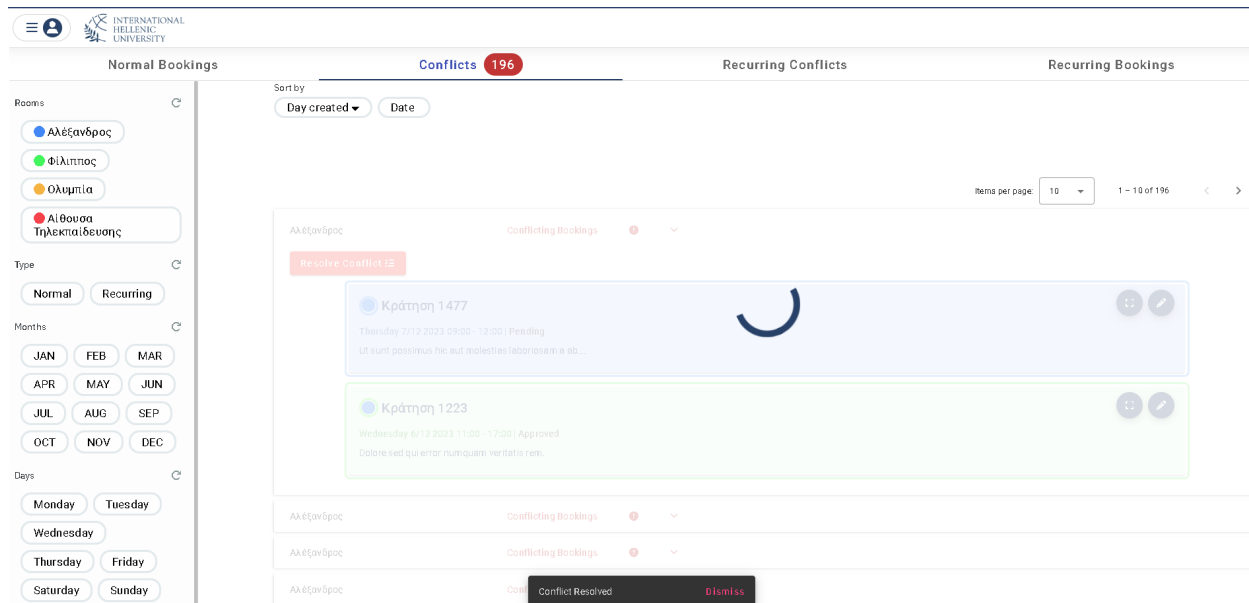 INTERNATIONAL
HELLENIC
UNIVERSITY
Normal Bookings
Conflicts 196
Recurring Conflicts
Recurring Bookings
Rooms
Αλέξανδρος
Φίλιππος
Ολυμπία
Αίθουσα
Τηλεκπαίδευσης
Type
Normal Recurring
Months
JAN FEB MAR
APR MAY JUN
JUL AUG SEP
OCT NOV DEC
Days
Monday Tuesday
Wednesday
Thursday Friday
Saturday Sunday
Sort by
Day created Date
Items per page: 10 1 – 10 of 196
Αλέξανδρος Conflicting Bookings
Resolve Conflict
Κράτηση 1477
Thursday 7/12 2023 09:00 - 12:00 | Pending
Ut sunt possimus hic aut molesties laboriosam a ab...
Κράτηση 1223
Wednesday 6/12 2023 11:00 - 17:00 | Approved
Dolore sed qui error numquam veritatis rem.
Αλέξανδρος Conflicting Bookings
Αλέξανδρος Conflicting Bookings
Αλέξανδρος
Conflict Resolved Dismiss